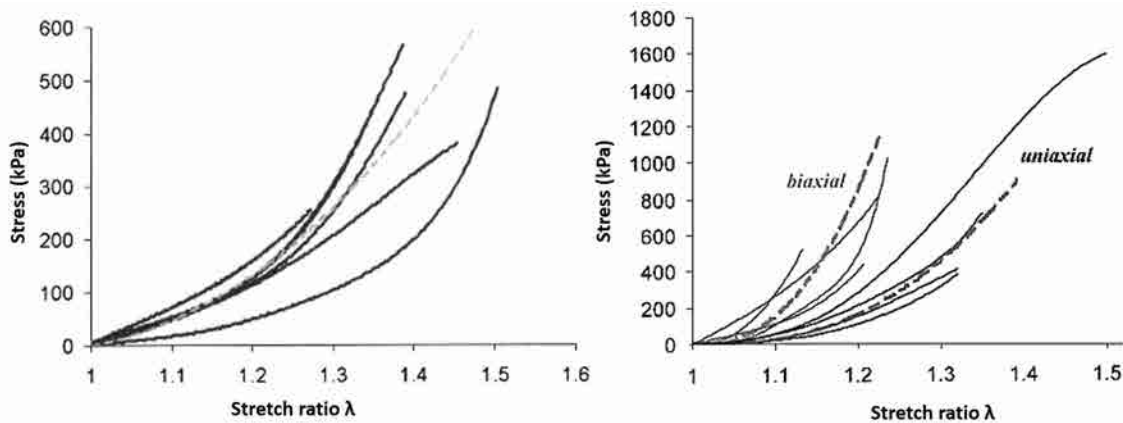 600
500
400
300
200
100
0
Stress (kPa)
1 1.1 1.2 1.3 1.4 1.5 1.6
Stretch ratio λ
1800
1600
1400
1200
1000
800
600
400
200
0
Stress (kPa)
biaxial
uniaxial
1 1.1 1.2 1.3 1.4 1.5
Stretch ratio λ